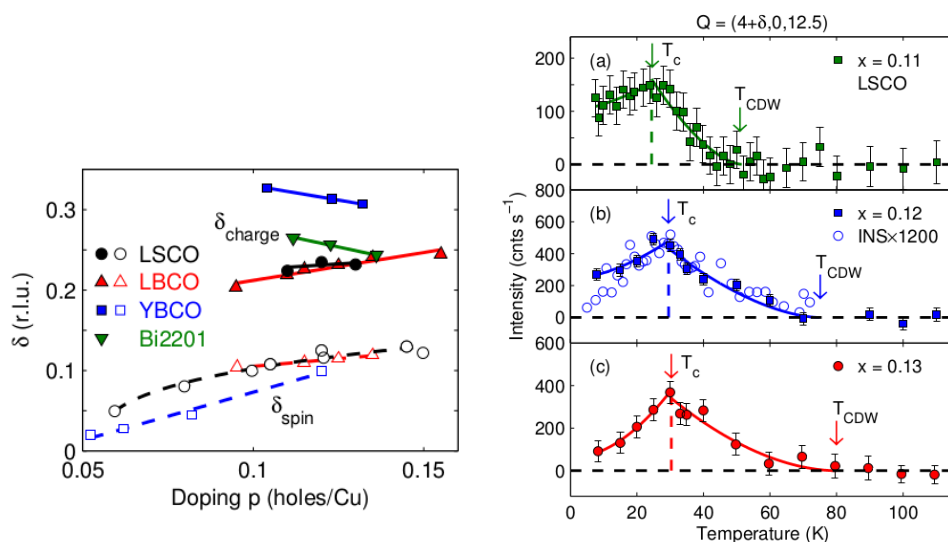 0.3
0.2
0.1
0
0.05
0.1
0.15
δ (r.l.u.)
Doping p (holes/Cu)
δcharge
δspin
LSCO
LBCO
YBCO
Bi2201
Q = (4+δ,0,12.5)
(a)
Tc
TCDW
x = 0.11
LSCO
200
100
0
(b)
Tc
TCDW
x = 0.12
INS×1200
800
600
400
200
0
(c)
Tc
TCDW
x = 0.13
600
400
200
0
Intensity (cnts s⁻¹)
0
20
40
60
80
100
Temperature (K)